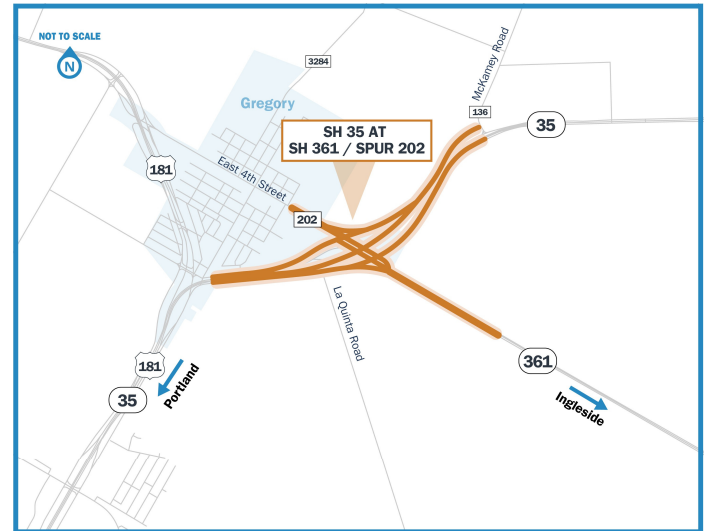 NOT TO SCALE
N
3284
McKamey Road
Gregory
136
SH 35 AT
SH 361 / SPUR 202
35
181
East 4th Street
202
La Quinta Road
181
Portland
35
361
Ingleside